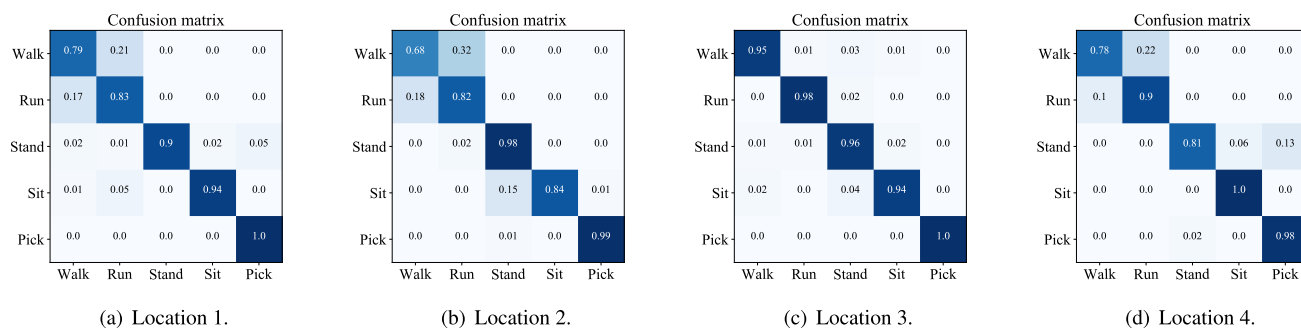 Confusion matrix
Walk 0.79 0.21 0.0 0.0 0.0
Run 0.17 0.83 0.0 0.0 0.0
Stand 0.02 0.01 0.9 0.02 0.05
Sit 0.01 0.05 0.0 0.94 0.0
Pick 0.0 0.0 0.0 0.0 1.0
Walk Run Stand Sit Pick
(a) Location 1.
Confusion matrix
Walk 0.68 0.32 0.0 0.0 0.0
Run 0.18 0.82 0.0 0.0 0.0
Stand 0.0 0.02 0.98 0.0 0.0
Sit 0.0 0.0 0.15 0.84 0.01
Pick 0.0 0.0 0.01 0.0 0.99
Walk Run Stand Sit Pick
(b) Location 2.
Confusion matrix
Walk 0.95 0.01 0.03 0.01 0.0
Run 0.0 0.98 0.02 0.0 0.0
Stand 0.01 0.01 0.96 0.02 0.0
Sit 0.02 0.0 0.04 0.94 0.0
Pick 0.0 0.0 0.0 0.0 1.0
Walk Run Stand Sit Pick
(c) Location 3.
Confusion matrix
Walk 0.78 0.22 0.0 0.0 0.0
Run 0.1 0.9 0.0 0.0 0.0
Stand 0.0 0.0 0.81 0.06 0.13
Sit 0.0 0.0 0.0 1.0 0.0
Pick 0.0 0.0 0.02 0.0 0.98
Walk Run Stand Sit Pick
(d) Location 4.